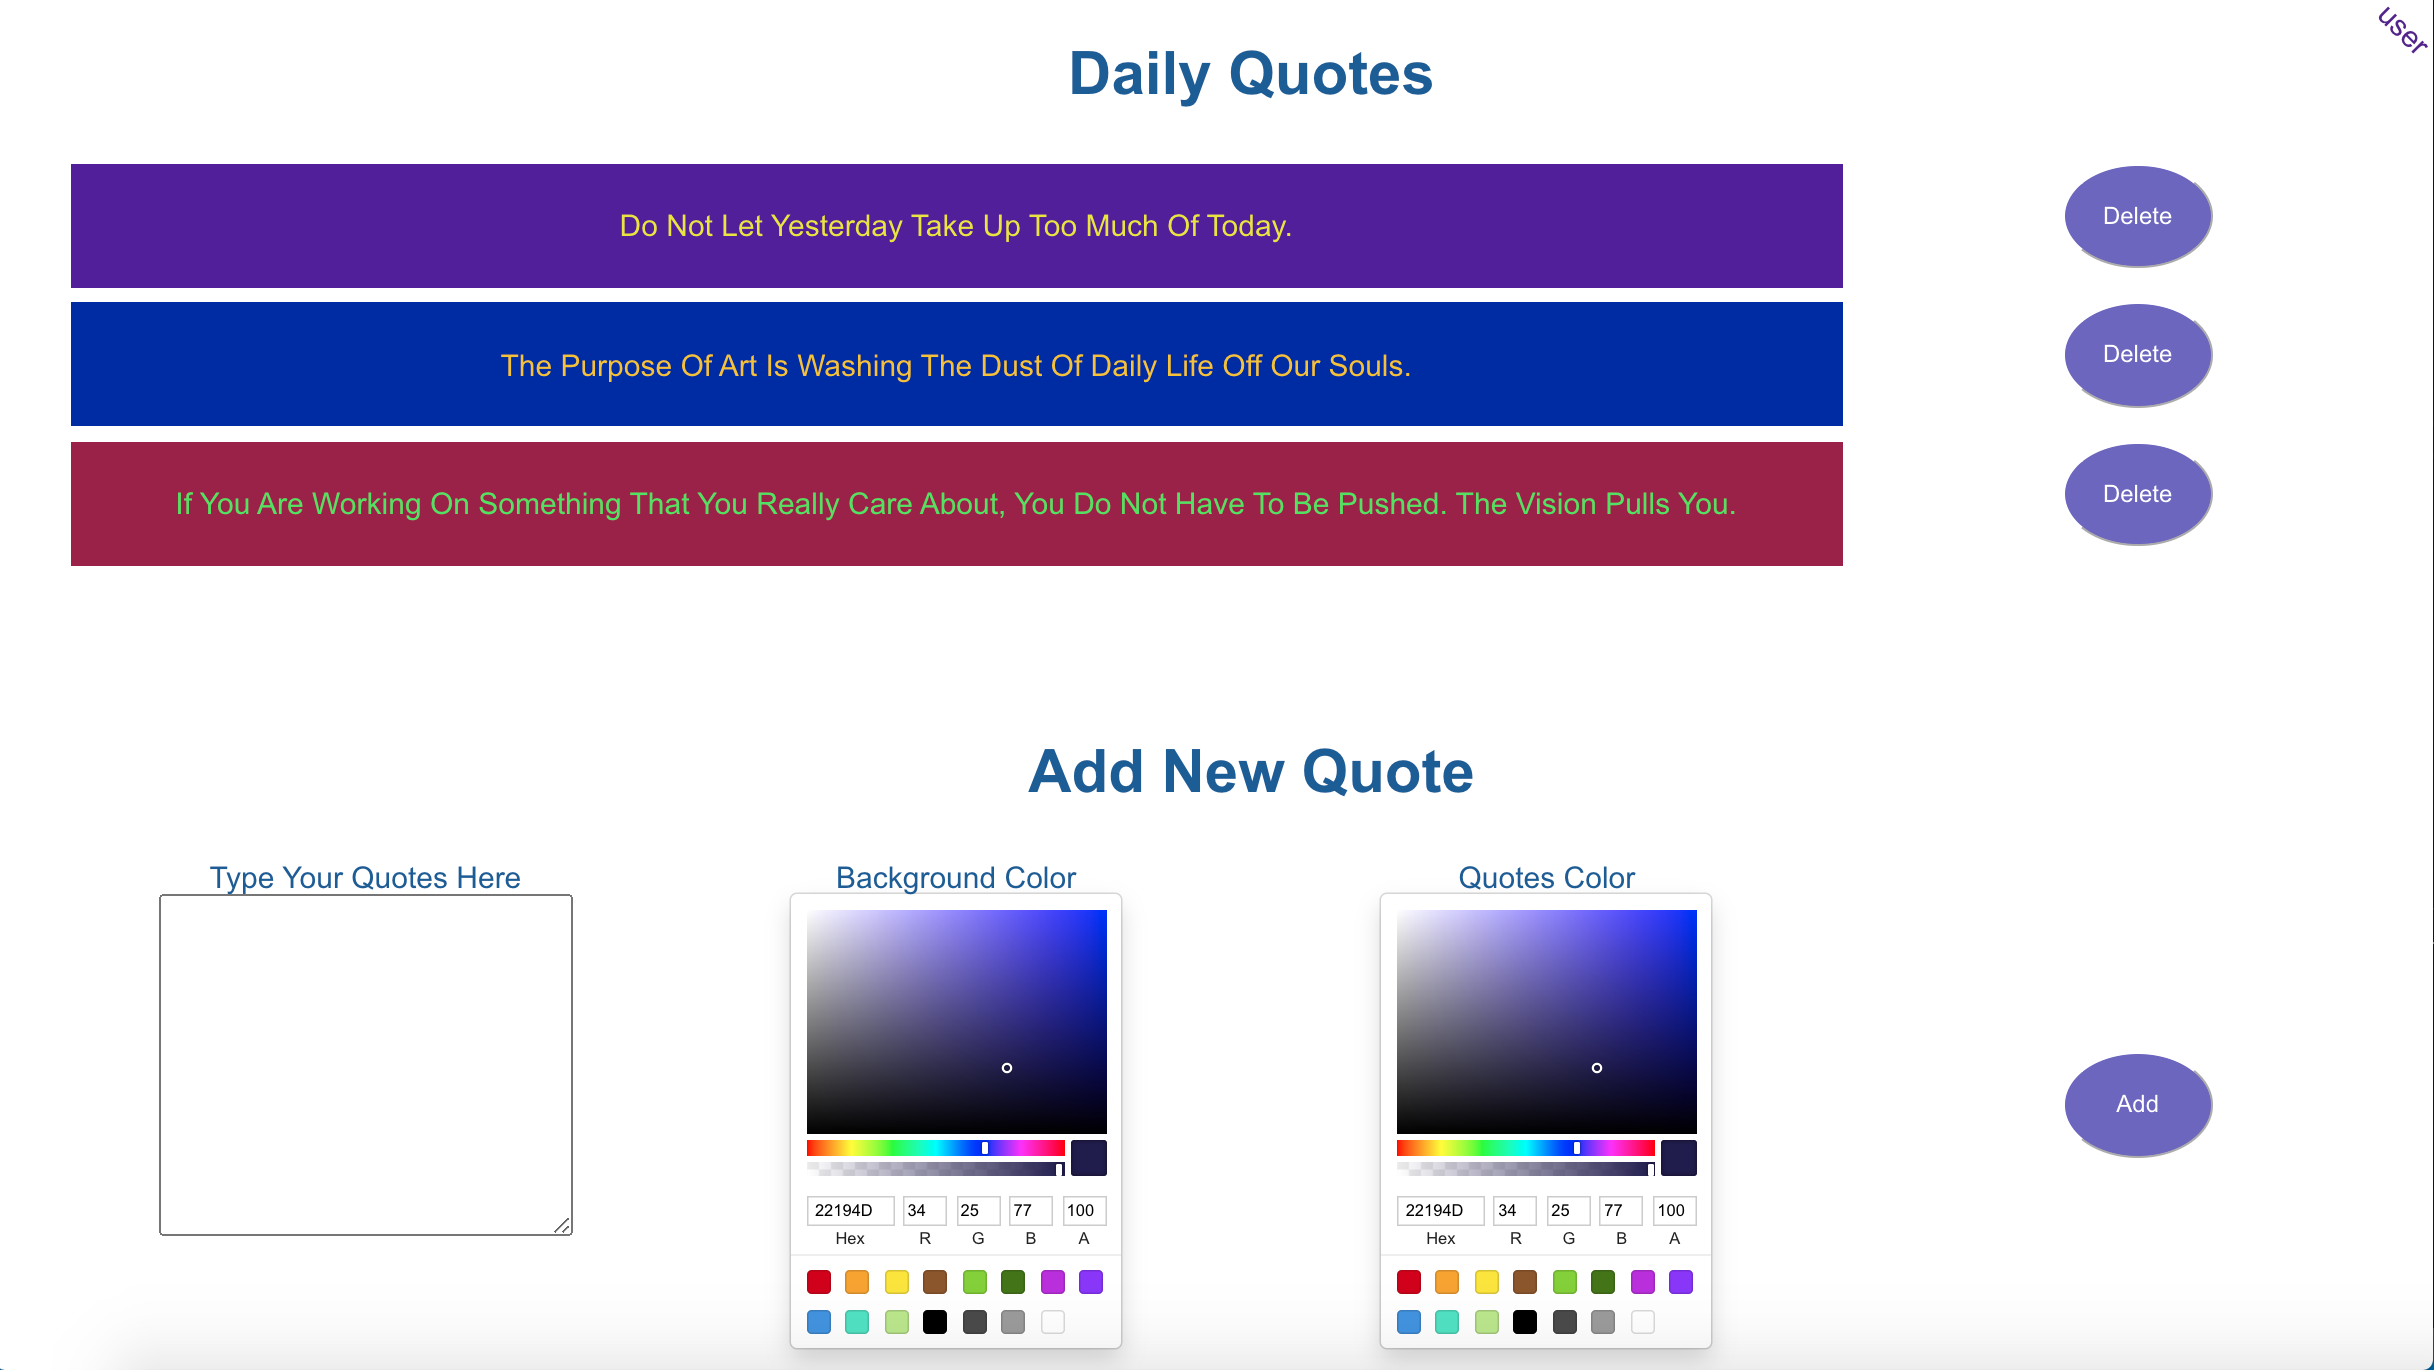 user
Daily Quotes
Do Not Let Yesterday Take Up Too Much Of Today.
Delete
The Purpose Of Art Is Washing The Dust Of Daily Life Off Our Souls.
Delete
If You Are Working On Something That You Really Care About, You Do Not Have To Be Pushed. The Vision Pulls You.
Delete
Add New Quote
Type Your Quotes Here
Background Color
22194D 34 25 77 100
Hex R G B A
Quotes Color
22194D 34 25 77 100
Hex R G B A
Add